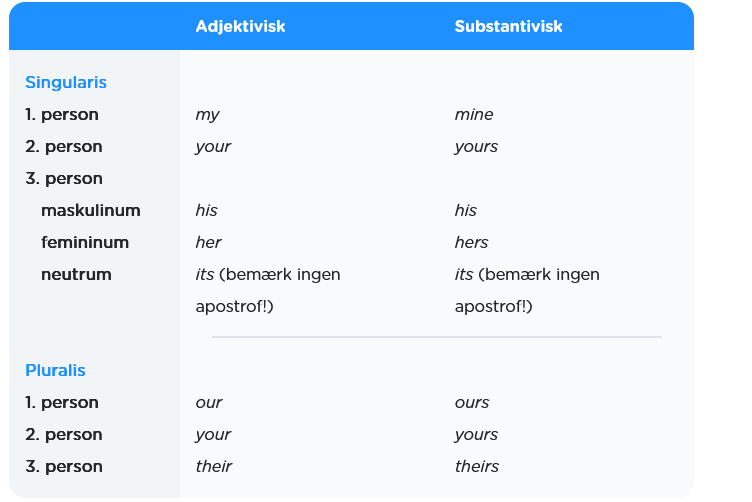 Adjektivisk Substantivisk
Singularis
1. person my mine
2. person your yours
3. person
maskulinum his his
femininum her hers
neutrum its (bemærk ingen its (bemærk ingen
apostrof!) apostrof!)
Pluralis
1. person our ours
2. person your yours
3. person their theirs